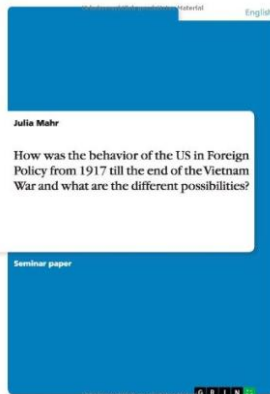 English
Julia Mahr
How was the behavior of the US in Foreign
Policy from 1917 till the end of the Vietnam
War and what are the different possibilities?
Seminar paper
G R I N